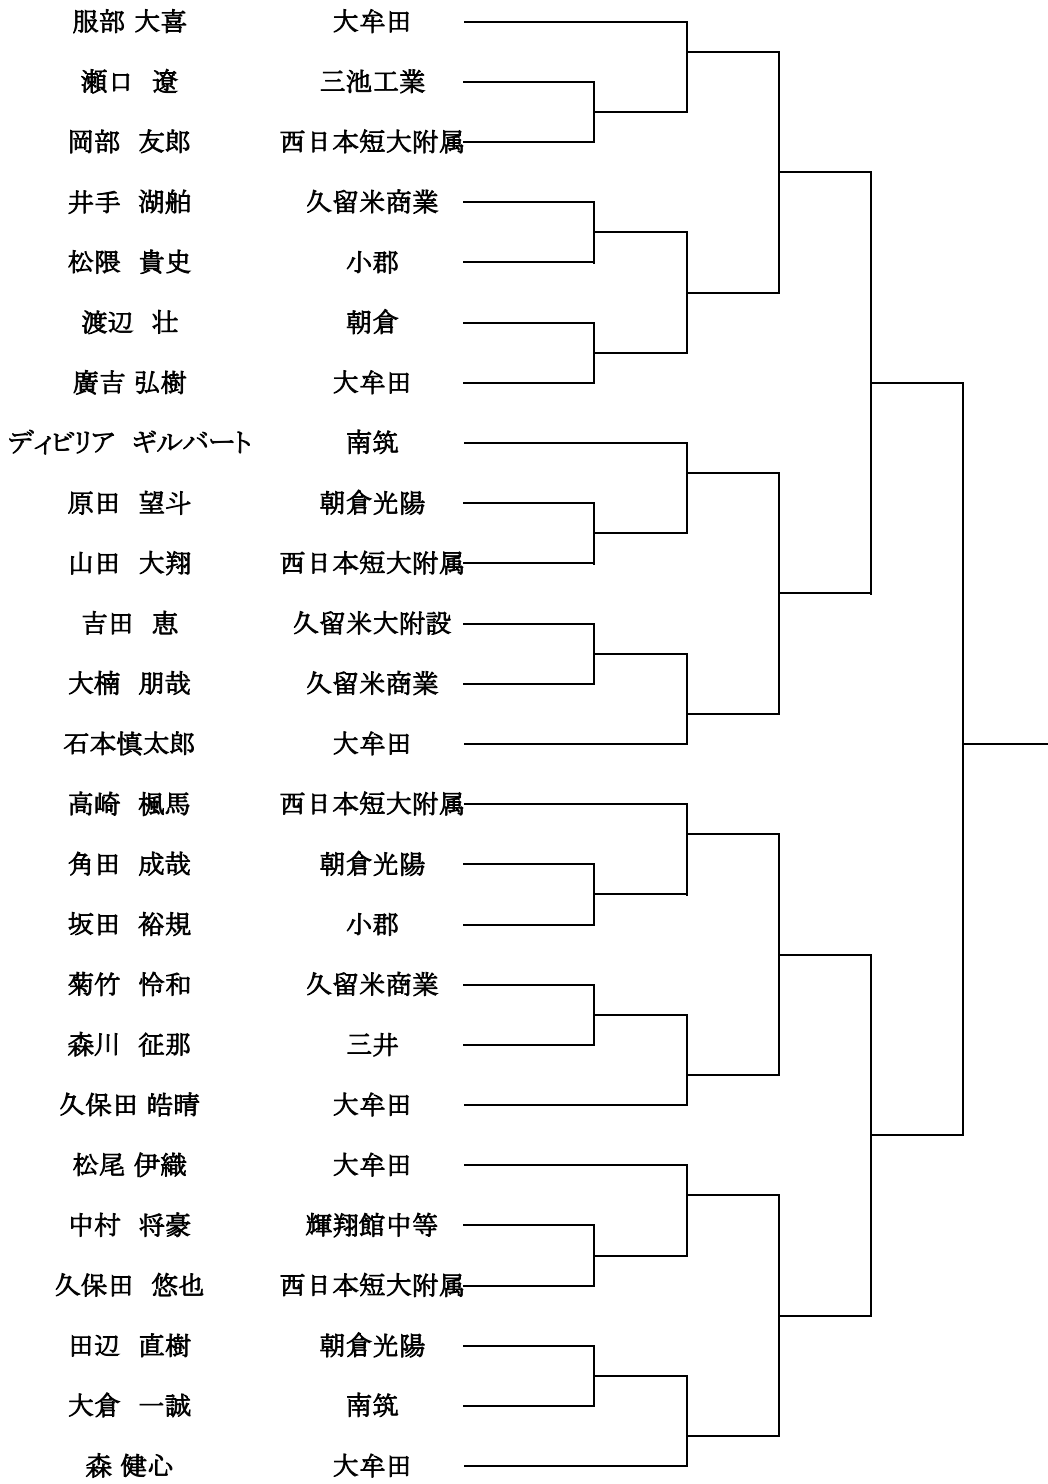 服部 大喜 大牟田
瀬口 遼 三池工業
岡部 友郎 西日本短大附属
井手 湖舶 久留米商業
松隈 貴史 小郡
渡辺 壮 朝倉
廣吉 弘樹 大牟田
ディビリア ギルバート 南筑
原田 望斗 朝倉光陽
山田 大翔 西日本短大附属
吉田 恵 久留米大附設
大楠 朋哉 久留米商業
石本慎太郎 大牟田
高崎 楓馬 西日本短大附属
角田 成哉 朝倉光陽
坂田 裕規 小郡
菊竹 怜和 久留米商業
森川 征那 三井
久保田 皓晴 大牟田
松尾 伊織 大牟田
中村 将豪 輝翔館中等
久保田 悠也 西日本短大附属
田辺 直樹 朝倉光陽
大倉 一誠 南筑
森 健心 大牟田